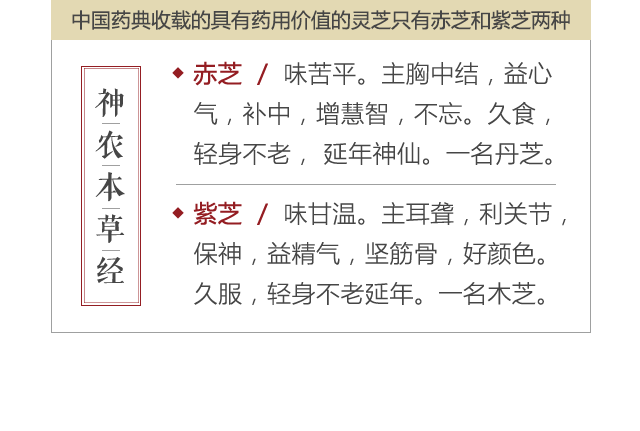 中国药典收载的具有药用价值的灵芝只有赤芝和紫芝两种
神农本草经
赤芝 / 味苦平。主胸中结，益心
气，补中，增慧智，不忘。久食，
轻身不老， 延年神仙。一名丹芝。
紫芝 / 味甘温。主耳聋，利关节，
保神，益精气，坚筋骨，好颜色。
久服，轻身不老延年。一名木芝。